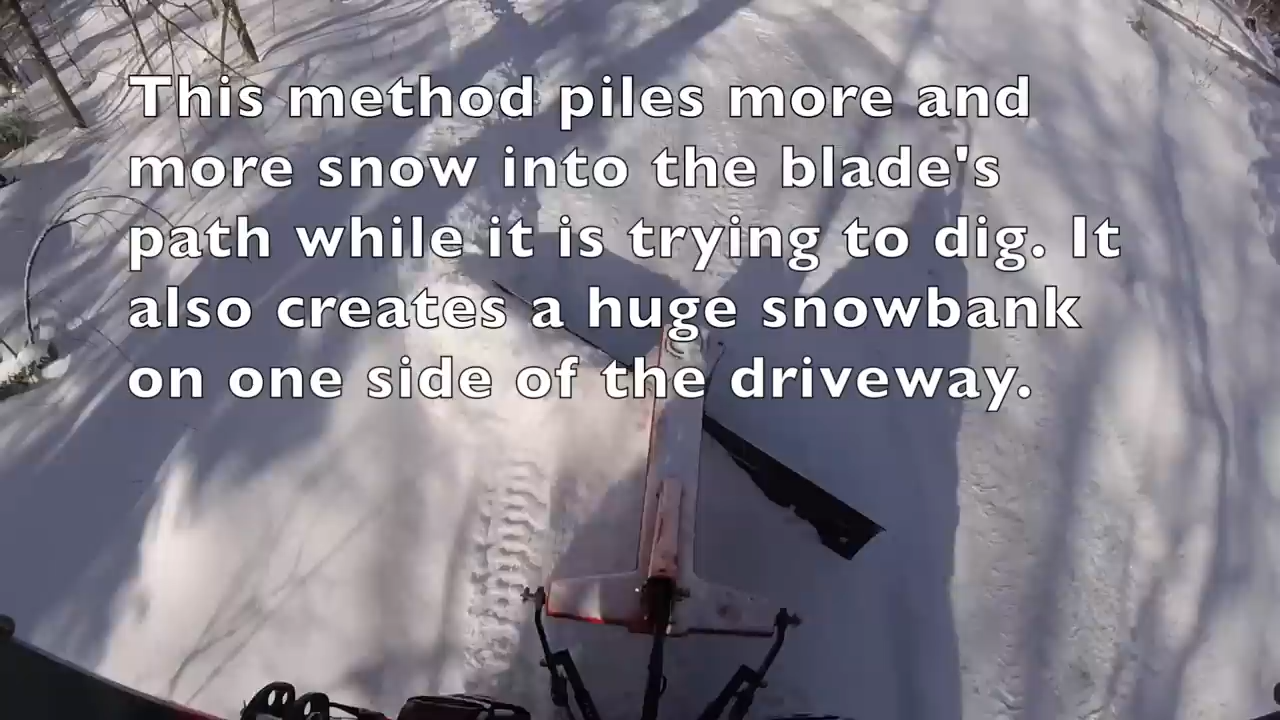 This method piles more and
more snow into the blade's
path while it is trying to dig. It
also creates a huge snowbank
on one side of the driveway.